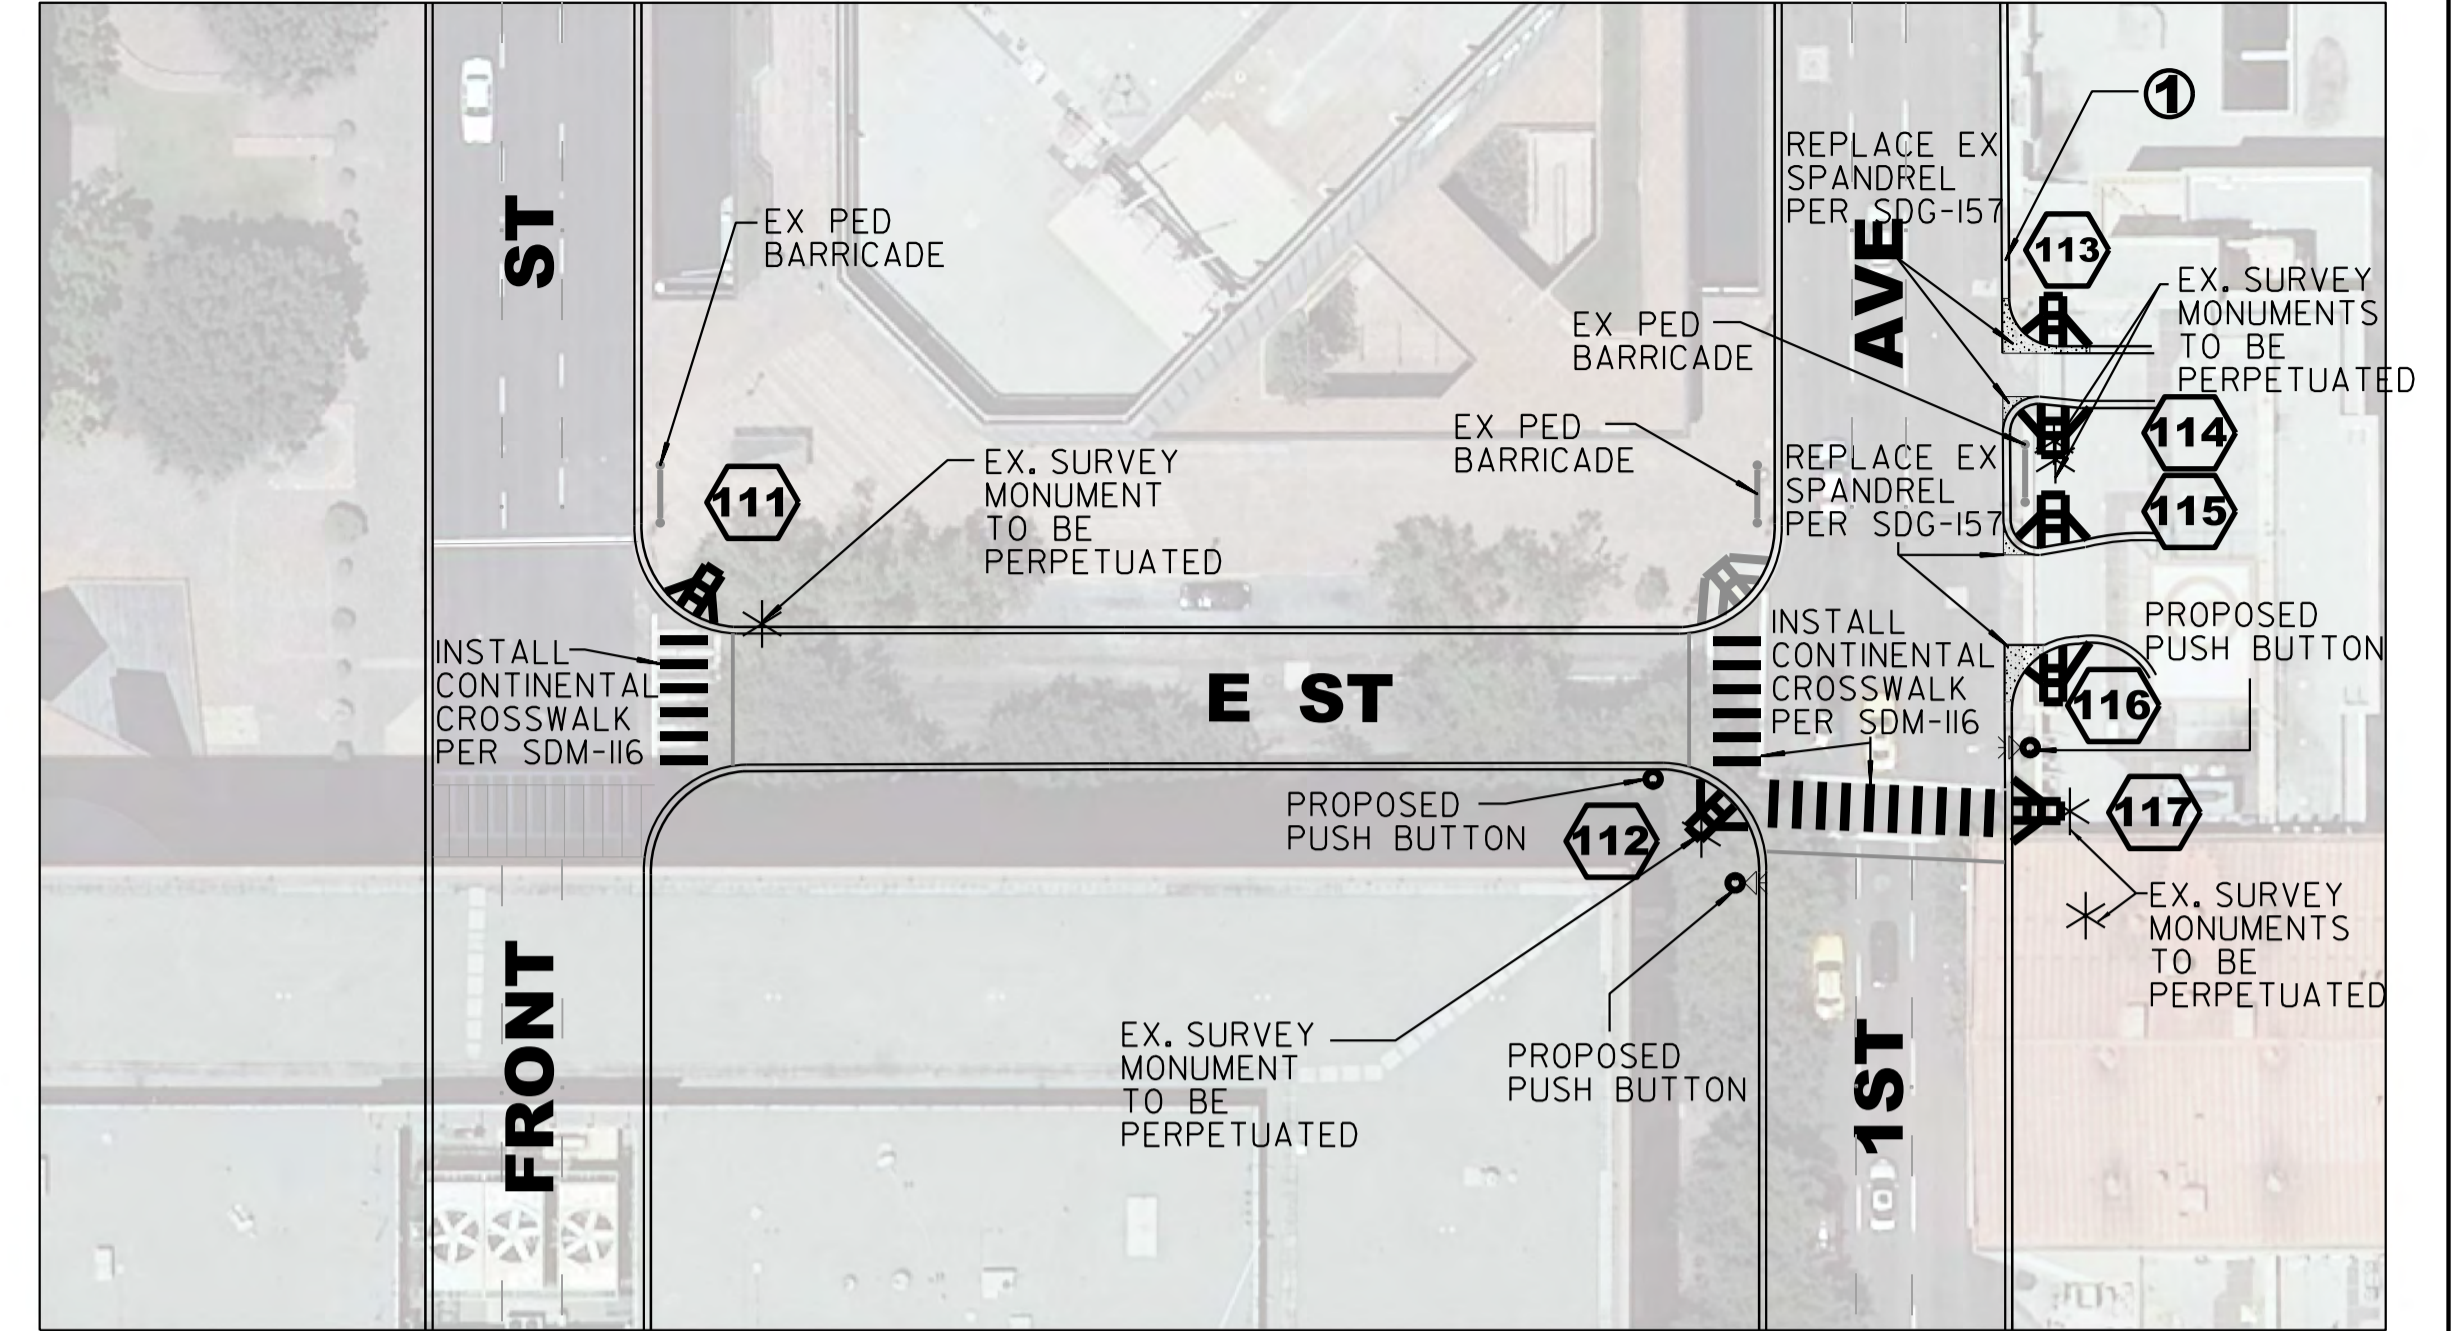 ST
EX PED
BARRICADE
111
EX. SURVEY
MONUMENT
TO BE
PERPETUATED
INSTALL
CONTINENTAL
CROSSWALK
PER SDM-116
FRONT
E ST
EX PED
BARRICADE
EX PED
BARRICADE
REPLACE EX
SPANDREL
PER SDG-157
AVE
1
113
EX. SURVEY
MONUMENTS
TO BE
PERPETUATED
114
REPLACE EX
SPANDREL
PER SDG-157
115
INSTALL
CONTINENTAL
CROSSWALK
PER SDM-116
PROPOSED
PUSH BUTTON
116
117
PROPOSED
PUSH BUTTON
112
EX. SURVEY
MONUMENTS
TO BE
PERPETUATED
EX. SURVEY
MONUMENT
TO BE
PERPETUATED
PROPOSED
PUSH BUTTON
1ST